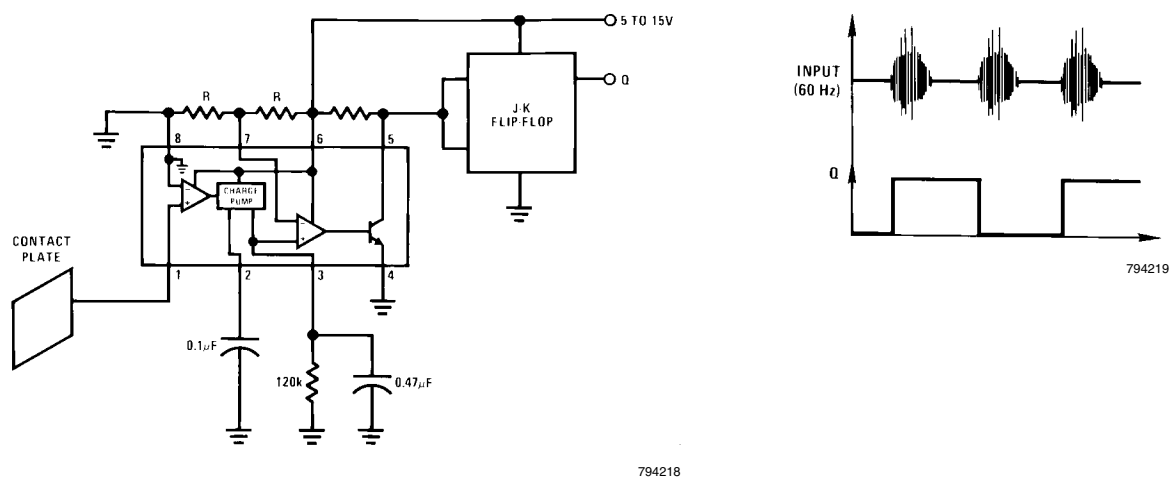 5 TO 15V
Q
R
R
J-K
FLIP-FLOP
8
7
6
5
CHARGE
PUMP
−
+
−
+
CONTACT
PLATE
1
2
3
4
0.1µF
120k
0.47µF
794218
INPUT
(60 Hz)
Q
794219